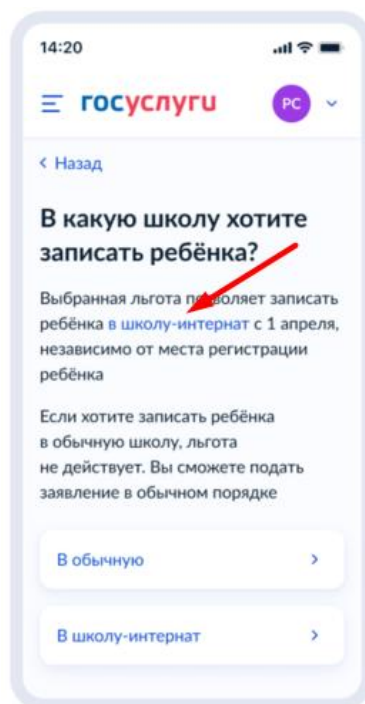 14:20
госуслуги
РС
< Назад
В какую школу хотите
записать ребёнка?
Выбранная льгота позволяет записать
ребёнка в школу-интернат с 1 апреля,
независимо от места регистрации
ребёнка
Если хотите записать ребёнка
в обычную школу, льгота
не действует. Вы сможете подать
заявление в обычном порядке
В обычную
В школу-интернат